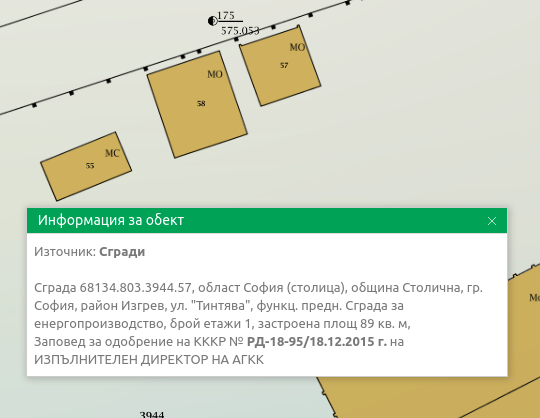 175
575.053
МО
57
МО
58
МС
55
Информация за обект
Източник: Сгради
Сграда 68134.803.3944.57, област София (столица), община Столична, гр.
София, район Изгрев, ул. "Тинтява", функц. предн. Сграда за
енергопроизводство, брой етажи 1, застроена площ 89 кв. м,
Заповед за одобрение на КККР № РД-18-95/18.12.2015 г. на
ИЗПЪЛНИТЕЛЕН ДИРЕКТОР НА АГКК
3944